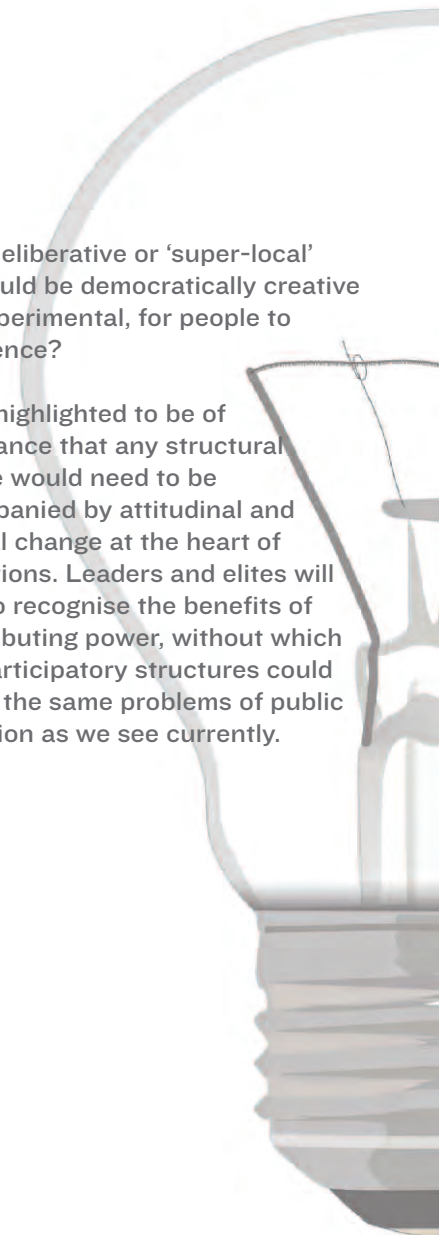 eliberative or ‘super-local’
uld be democratically creative
perimental, for people to
ence?
highlighted to be of
ance that any structural
e would need to be
panied by attitudinal and
l change at the heart of
ions. Leaders and elites will
o recognise the benefits of
buting power, without which
articipatory structures could
the same problems of public
ion as we see currently.